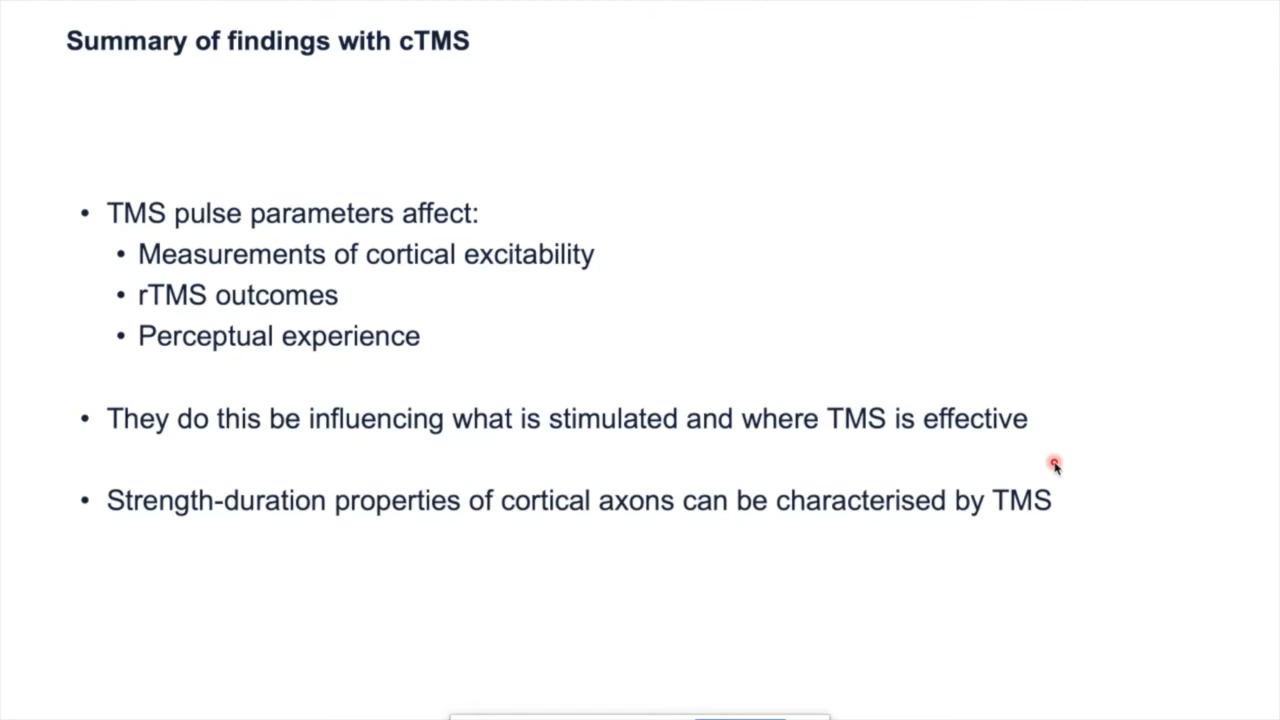 Summary of findings with cTMS
• TMS pulse parameters affect:
• Measurements of cortical excitability
• rTMS outcomes
• Perceptual experience
• They do this be influencing what is stimulated and where TMS is effective
• Strength-duration properties of cortical axons can be characterised by TMS